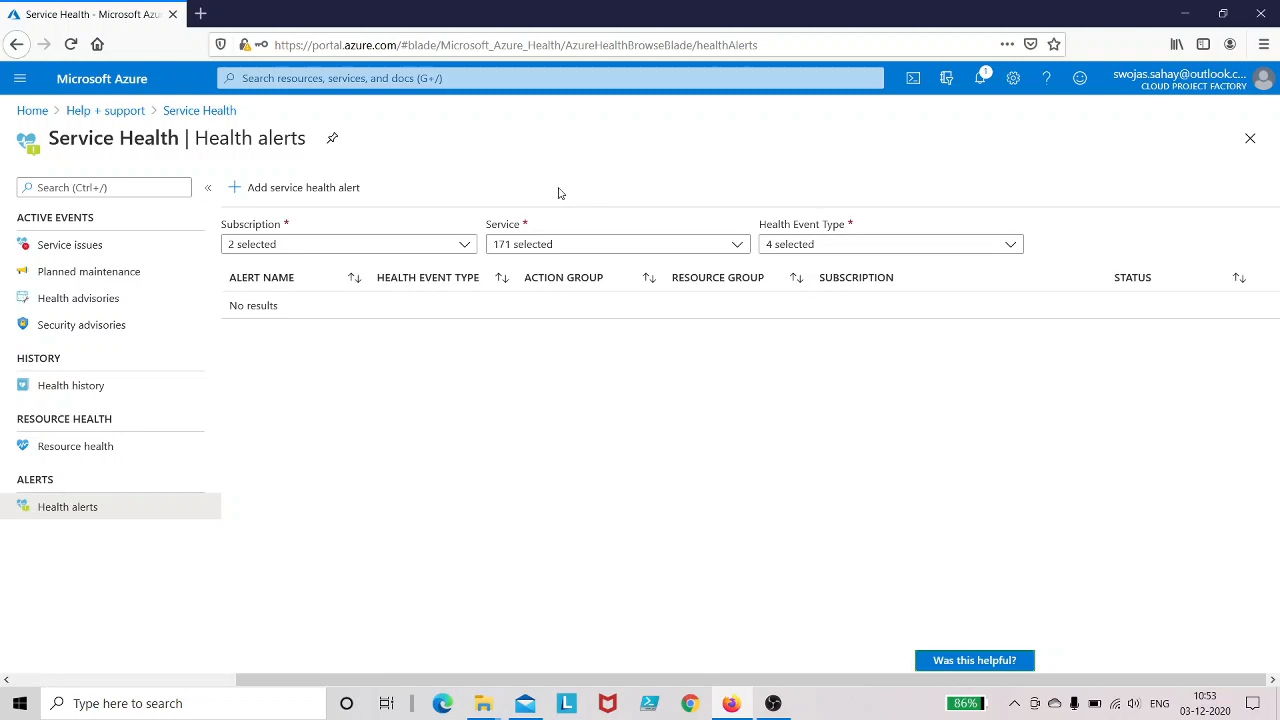 Service Health - Microsoft Azu
https://portal.azure.com/#blade/Microsoft_Azure_Health/AzureHealthBrowseBlade/healthAlerts
Microsoft Azure
Search resources, services, and docs (G+/)
1
swojas.sahay@outlook.c...
CLOUD PROJECT FACTORY
Home > Help + support > Service Health
Service Health | Health alerts
Search (Ctrl+/)
«
Add service health alert
ACTIVE EVENTS
Service issues
Planned maintenance
Health advisories
Security advisories
HISTORY
Health history
RESOURCE HEALTH
Resource health
ALERTS
Health alerts
Subscription * Service * Health Event Type *
2 selected 171 selected 4 selected
ALERT NAME HEALTH EVENT TYPE ACTION GROUP RESOURCE GROUP SUBSCRIPTION STATUS
No results
Was this helpful?
Type here to search
86%
ENG
10:53
03-12-2020